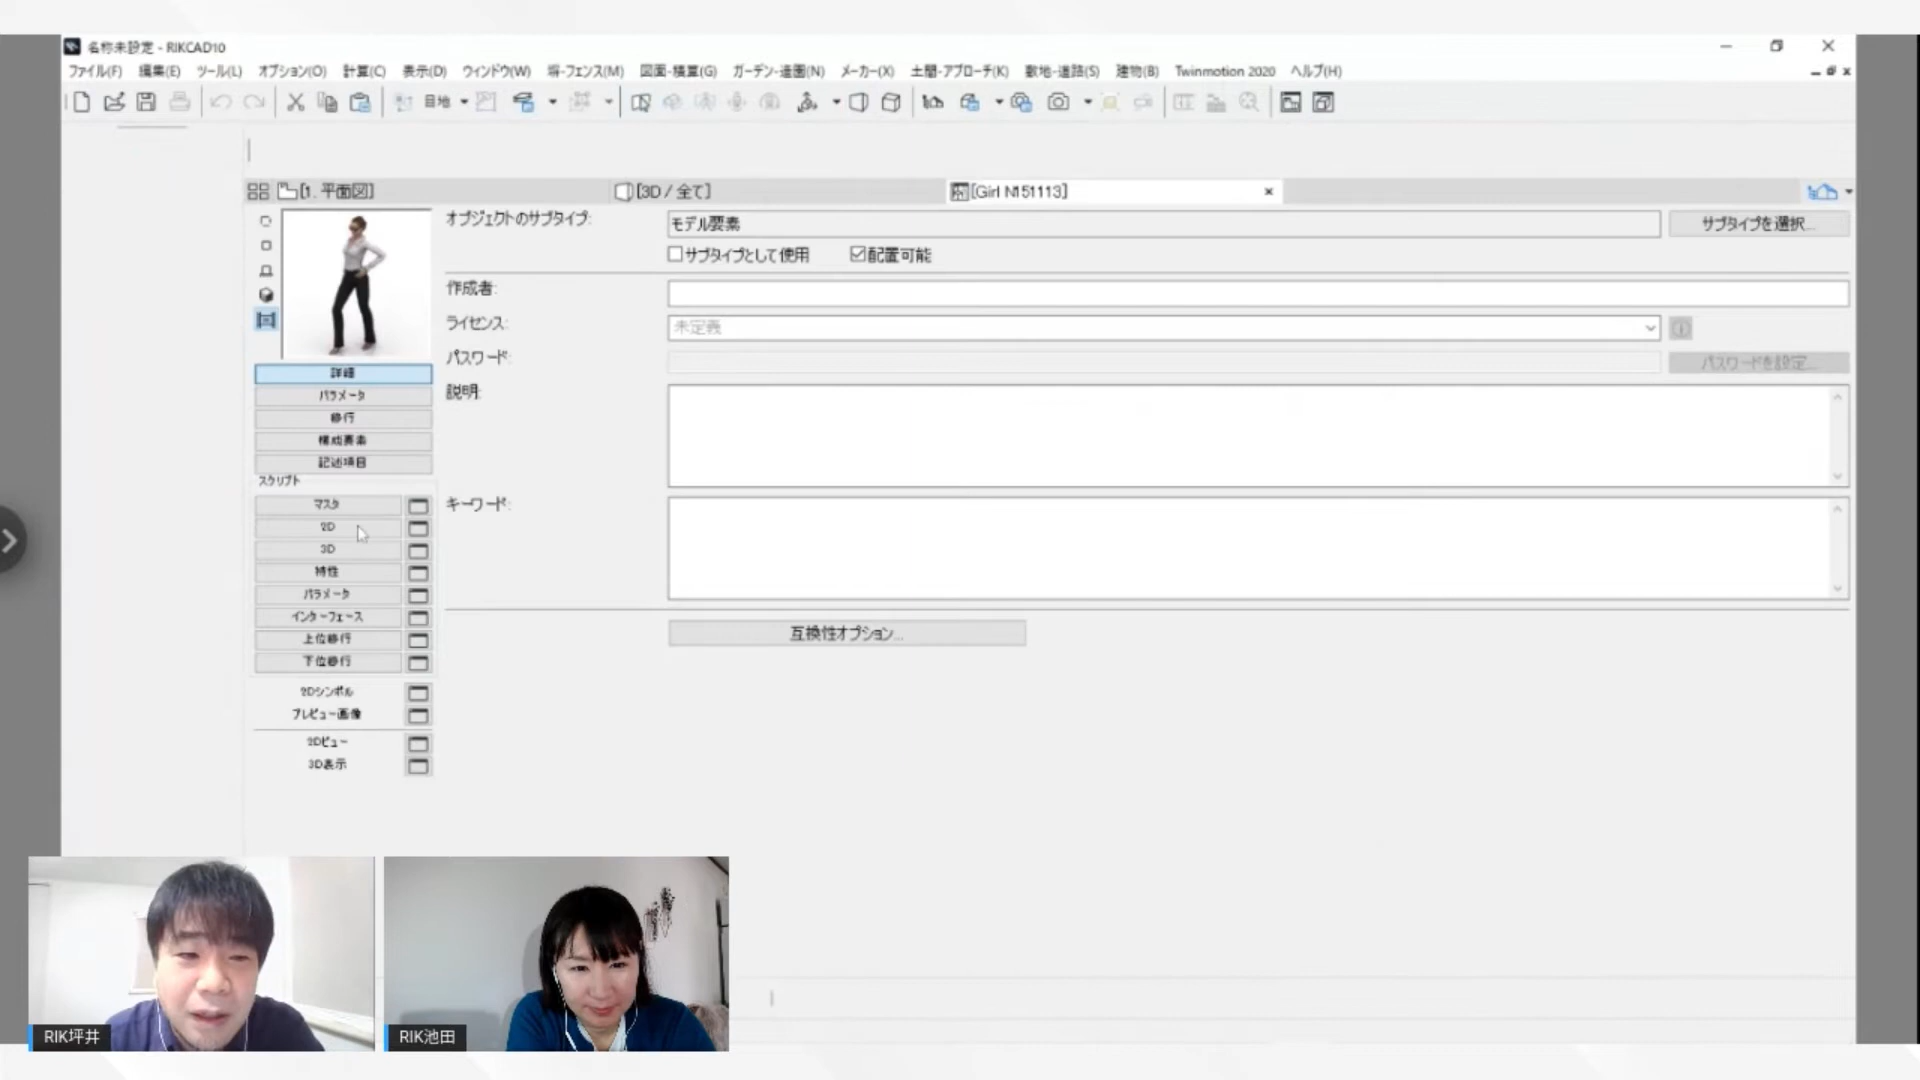 名称未設定 - RIKCAD10
ファイル(F) 編集(E) ツール(L) オプション(O) 計算(C) 表示(D) ウィンドウ(W) 塀-フェンス(M) 図面-積算(G) ガーデン-造園(N) メーカー(X) 土間-アプローチ(K) 敷地-道路(S) 建物(B) Twinmotion 2020 ヘルプ(H)
目地
[1. 平面図] [3D / 全て] [Girl N151113]
オブジェクトのサブタイプ: モデル要素 サブタイプを選択...
サブタイプとして使用 配置可能
作成者:
ライセンス: 未定義
パスワード: パスワードを設定...
説明:
キーワード:
互換性オプション...
詳細
パラメータ
移行
構成要素
記述項目
スクリプト
マスタ
2D
3D
特性
パラメータ
インターフェース
上位移行
下位移行
2Dシンボル
プレビュー画像
2Dビュー
3D表示
RIK坪井 RIK池田